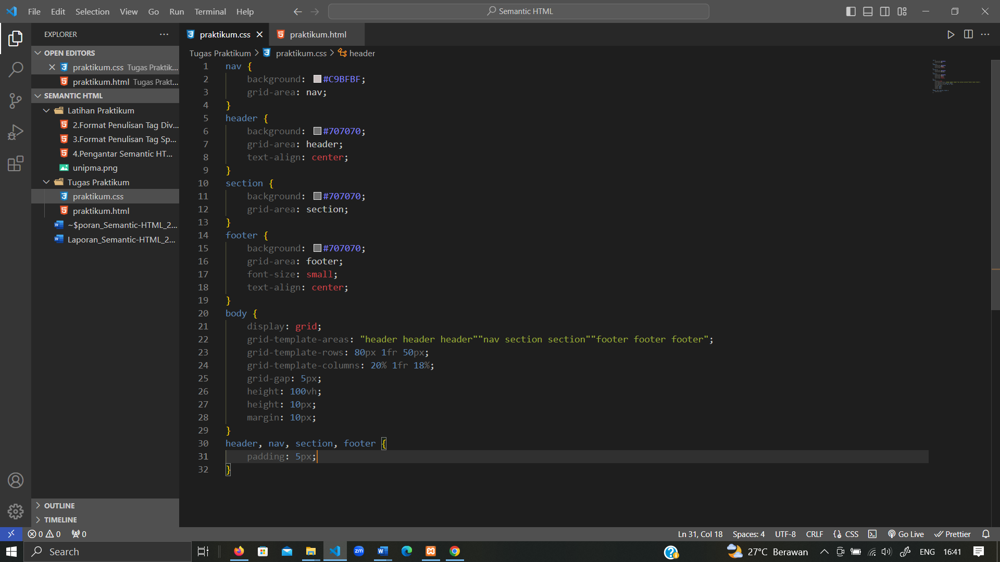 File Edit Selection View Go Run Terminal Help
Semantic HTML
EXPLORER
OPEN EDITORS
praktikum.css Tugas Praktik...
praktikum.html Tugas Prakt...
SEMANTIC HTML
Latihan Praktikum
2.Format Penulisan Tag Div...
3.Format Penulisan Tag Sp...
4.Pengantar Semantic HT...
unipma.png
Tugas Praktikum
praktikum.css
praktikum.html
~$poran_Semantic-HTML_2...
Laporan_Semantic-HTML_2...
OUTLINE
TIMELINE
praktikum.css praktikum.html
Tugas Praktikum > praktikum.css > header
1 nav {
2 background: #C9BFBF;
3 grid-area: nav;
4 }
5 header {
6 background: #707070;
7 grid-area: header;
8 text-align: center;
9 }
10 section {
11 background: #707070;
12 grid-area: section;
13 }
14 footer {
15 background: #707070;
16 grid-area: footer;
17 font-size: small;
18 text-align: center;
19 }
20 body {
21 display: grid;
22 grid-template-areas: "header header header""nav section section""footer footer footer";
23 grid-template-rows: 80px 1fr 50px;
24 grid-template-columns: 20% 1fr 18%;
25 grid-gap: 5px;
26 height: 100vh;
27 height: 10px;
28 margin: 10px;
29 }
30 header, nav, section, footer {
31 padding: 5px;
32 }
0 0 0 Ln 31, Col 18 Spaces: 4 UTF-8 CRLF CSS Go Live Prettier
Search 27°C Berawan ENG 16:41